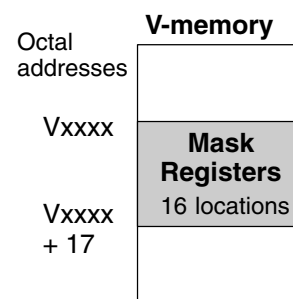 V-memory
Octal
addresses
Vxxxx
Mask
Registers
16 locations
Vxxxx
+ 17